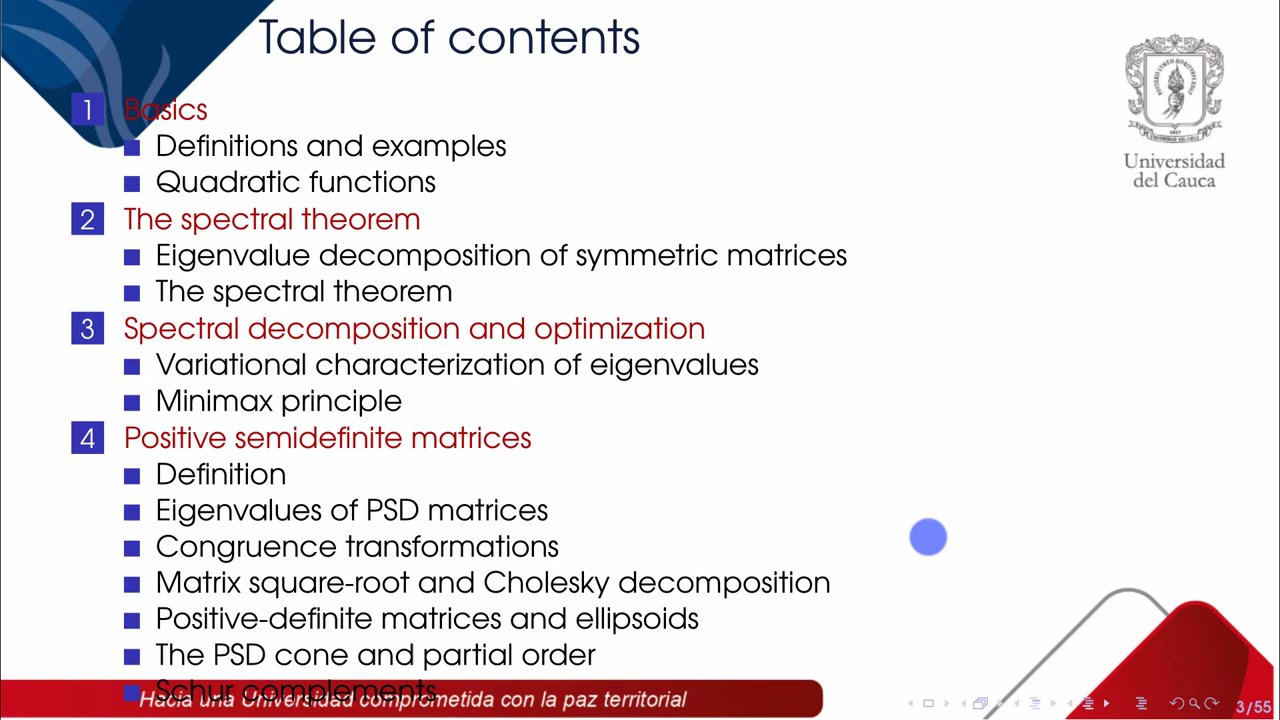 Table of contents
1 Basics
Definitions and examples
Quadratic functions
2 The spectral theorem
Eigenvalue decomposition of symmetric matrices
The spectral theorem
3 Spectral decomposition and optimization
Variational characterization of eigenvalues
Minimax principle
4 Positive semidefinite matrices
Definition
Eigenvalues of PSD matrices
Congruence transformations
Matrix square-root and Cholesky decomposition
Positive-definite matrices and ellipsoids
The PSD cone and partial order
Schur complements
Hacia una Universidad comprometida con la paz territorial
Universidad
del Cauca
3/55